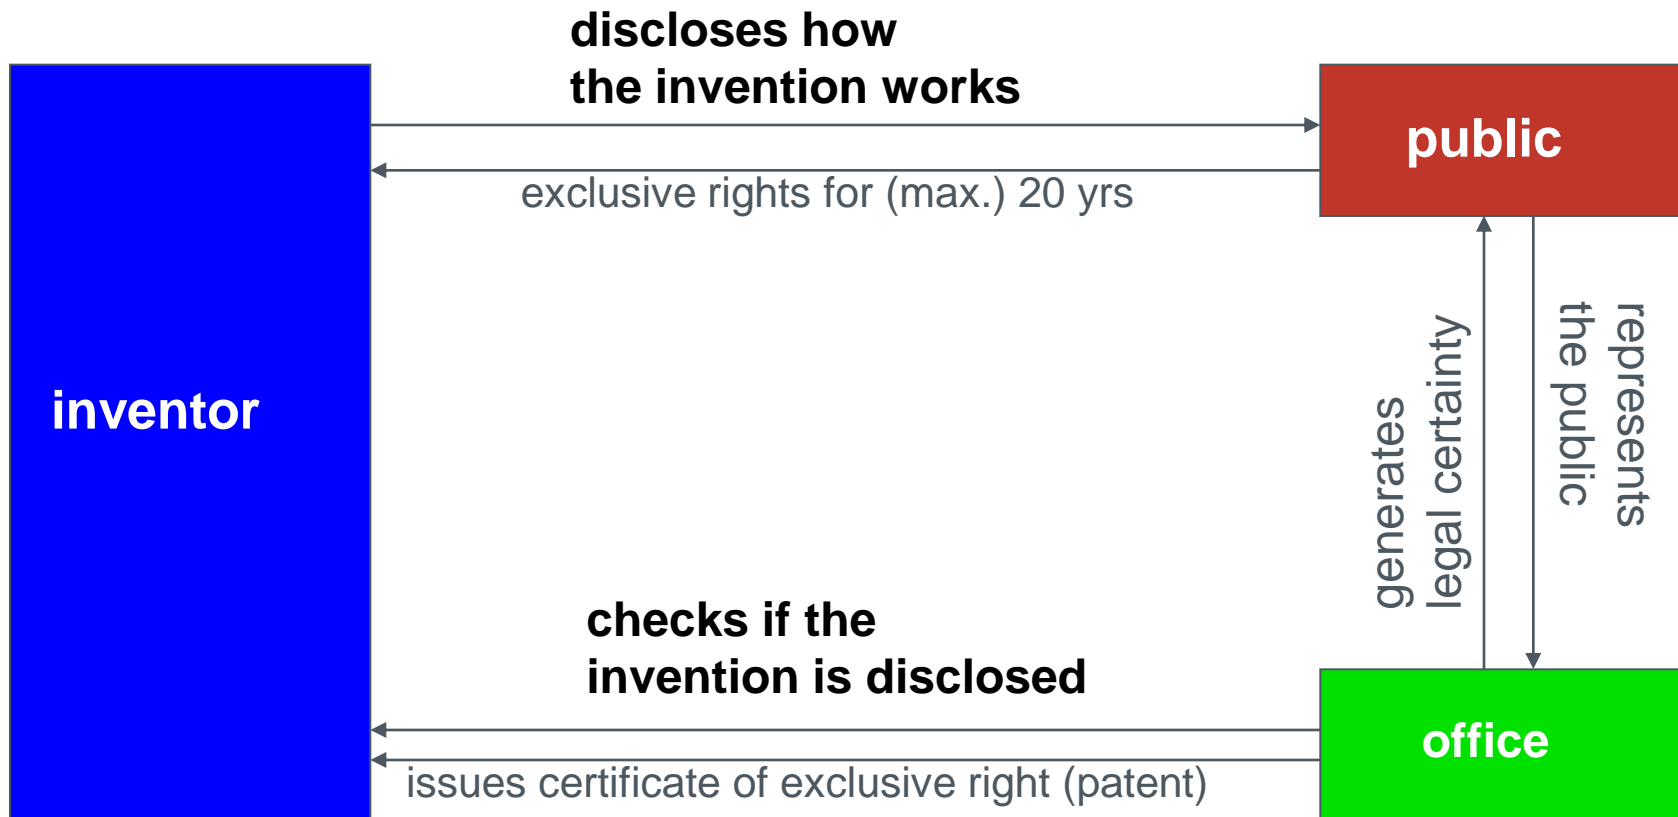 discloses how
the invention works
public
exclusive rights for (max.) 20 yrs
inventor
generates
legal certainty
represents
the public
checks if the
invention is disclosed
office
issues certificate of exclusive right (patent)